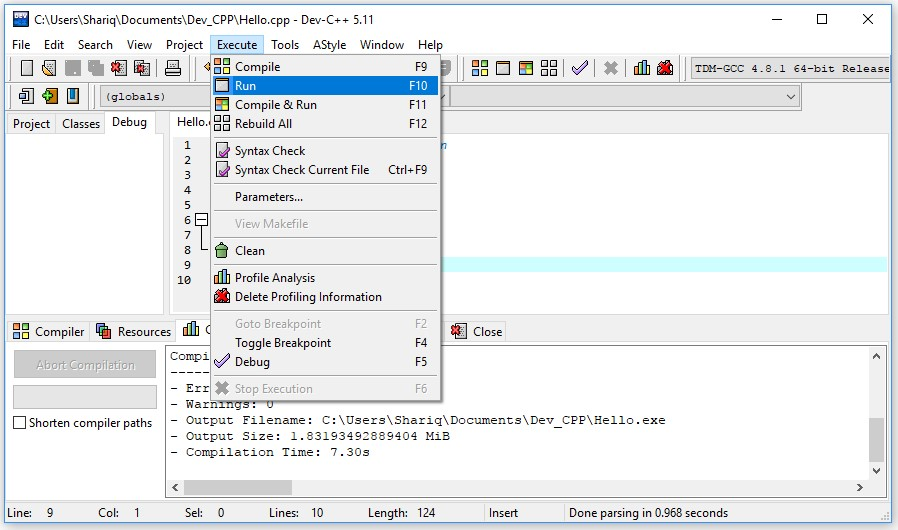 C:\Users\Shariq\Documents\Dev_CPP\Hello.cpp - Dev-C++ 5.11
File Edit Search View Project Execute Tools AStyle Window Help
TDM-GCC 4.8.1 64-bit Release
(globals)
Project Classes Debug
Compile F9
Run F10
Compile & Run F11
Rebuild All F12
Syntax Check
Syntax Check Current File Ctrl+F9
Parameters...
View Makefile
Clean
Profile Analysis
Delete Profiling Information
Goto Breakpoint F2
Toggle Breakpoint F4
Debug F5
Stop Execution F6
1
2
3
4
5
6
7
8
9
10
Compiler Resources Close
Abort Compilation
Shorten compiler paths
--------
- Warnings: 0
- Output Filename: C:\Users\Shariq\Documents\Dev_CPP\Hello.exe
- Output Size: 1.83193492889404 MiB
- Compilation Time: 7.30s
Line: 9 Col: 1 Sel: 0 Lines: 10 Length: 124 Insert Done parsing in 0.968 seconds